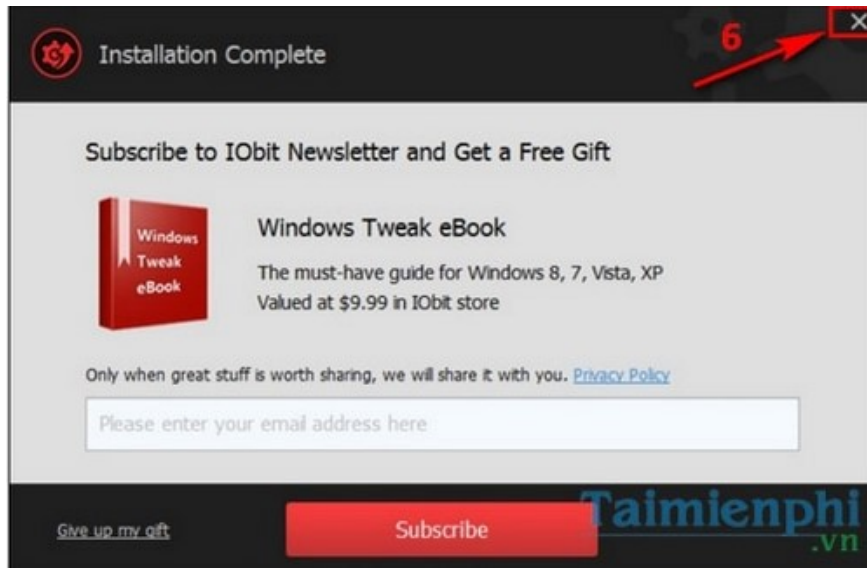 6
Installation Complete
Subscribe to IObit Newsletter and Get a Free Gift
Windows
Tweak
eBook
Windows Tweak eBook
The must-have guide for Windows 8, 7, Vista, XP
Valued at $9.99 in IObit store
Only when great stuff is worth sharing, we will share it with you. Privacy Policy
Please enter your email address here
Give up my gift
Subscribe
Taimienphi
.vn